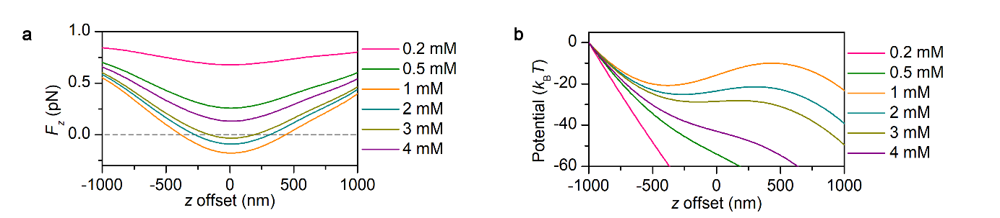 a
F_z (pN)
1.0
0.5
0.0
-1000 -500 0 500 1000
z offset (nm)
0.2 mM
0.5 mM
1 mM
2 mM
3 mM
4 mM
b
Potential (k_B T)
0
-20
-40
-60
-1000 -500 0 500 1000
z offset (nm)
0.2 mM
0.5 mM
1 mM
2 mM
3 mM
4 mM